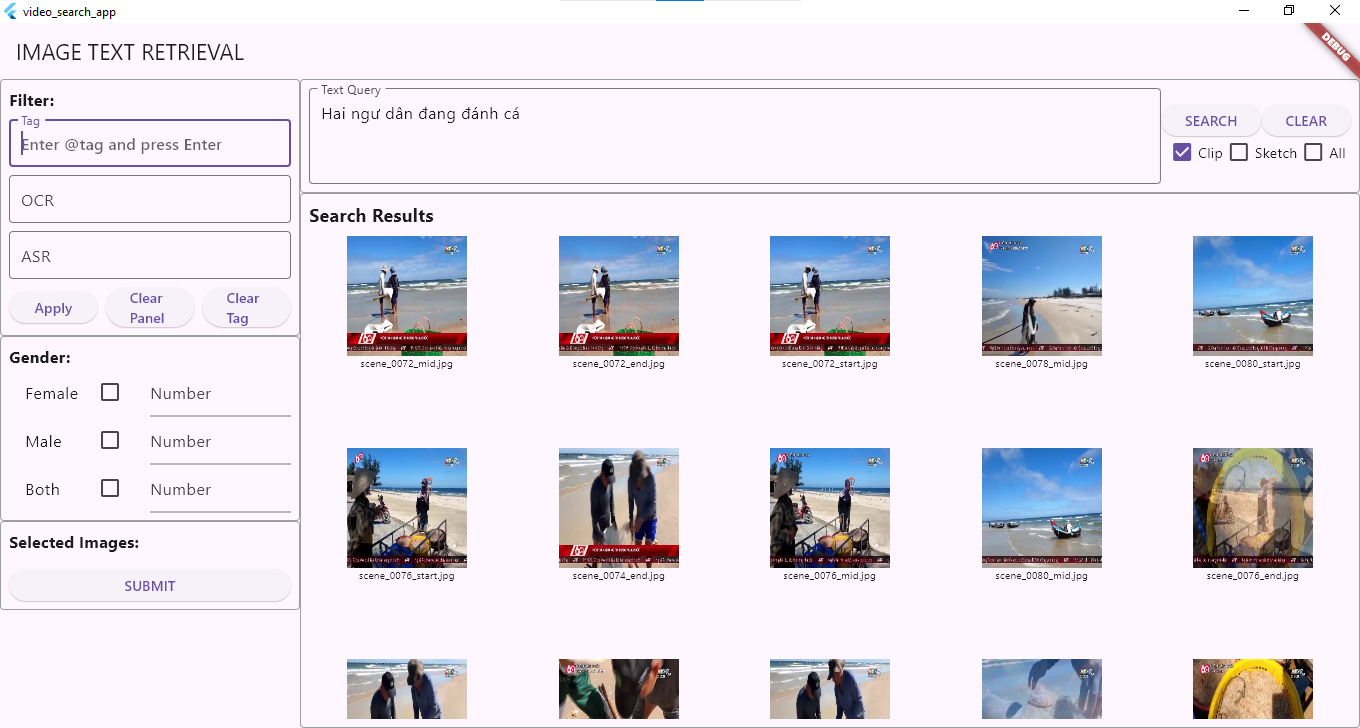 video_search_app
DEBUG
IMAGE TEXT RETRIEVAL
Filter:
Tag
Enter @tag and press Enter
OCR
ASR
Apply
Clear Panel
Clear Tag
Gender:
Female
Number
Male
Number
Both
Number
Selected Images:
SUBMIT
Text Query
Hai ngư dân đang đánh cá
SEARCH
CLEAR
Clip
Sketch
All
Search Results
scene_0072_mid.jpg
scene_0072_end.jpg
scene_0072_start.jpg
scene_0078_mid.jpg
scene_0080_start.jpg
scene_0076_start.jpg
scene_0074_end.jpg
scene_0076_mid.jpg
scene_0080_mid.jpg
scene_0076_end.jpg